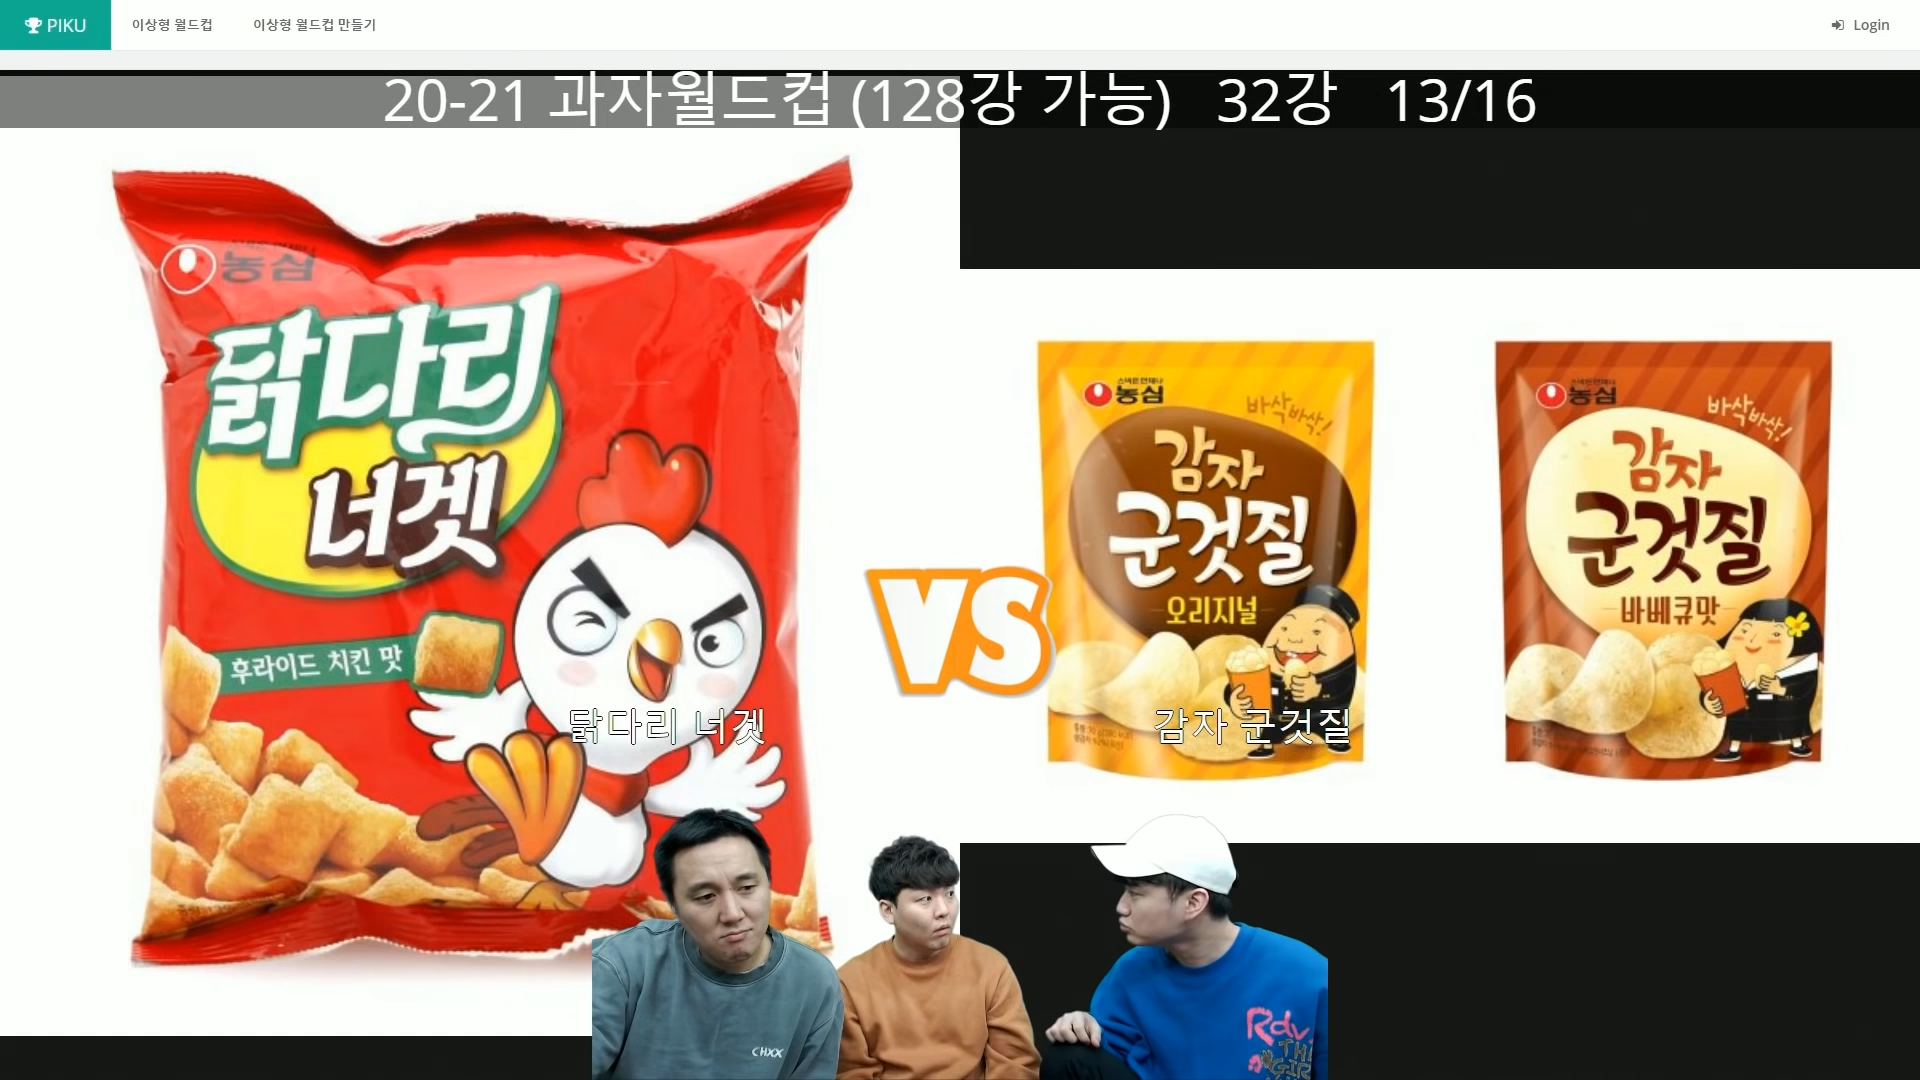 PIKU 이상형 월드컵 이상형 월드컵 만들기 Login
20-21 과자월드컵 (128강 가능) 32강 13/16
농심
닭다리
너겟
후라이드 치킨 맛
닭다리 너겟
VS
농심
바삭바삭!
감자
군것질
오리지널
감자 군것질
농심
바삭바삭!
감자
군것질
바베큐맛
CHXX
Rdv